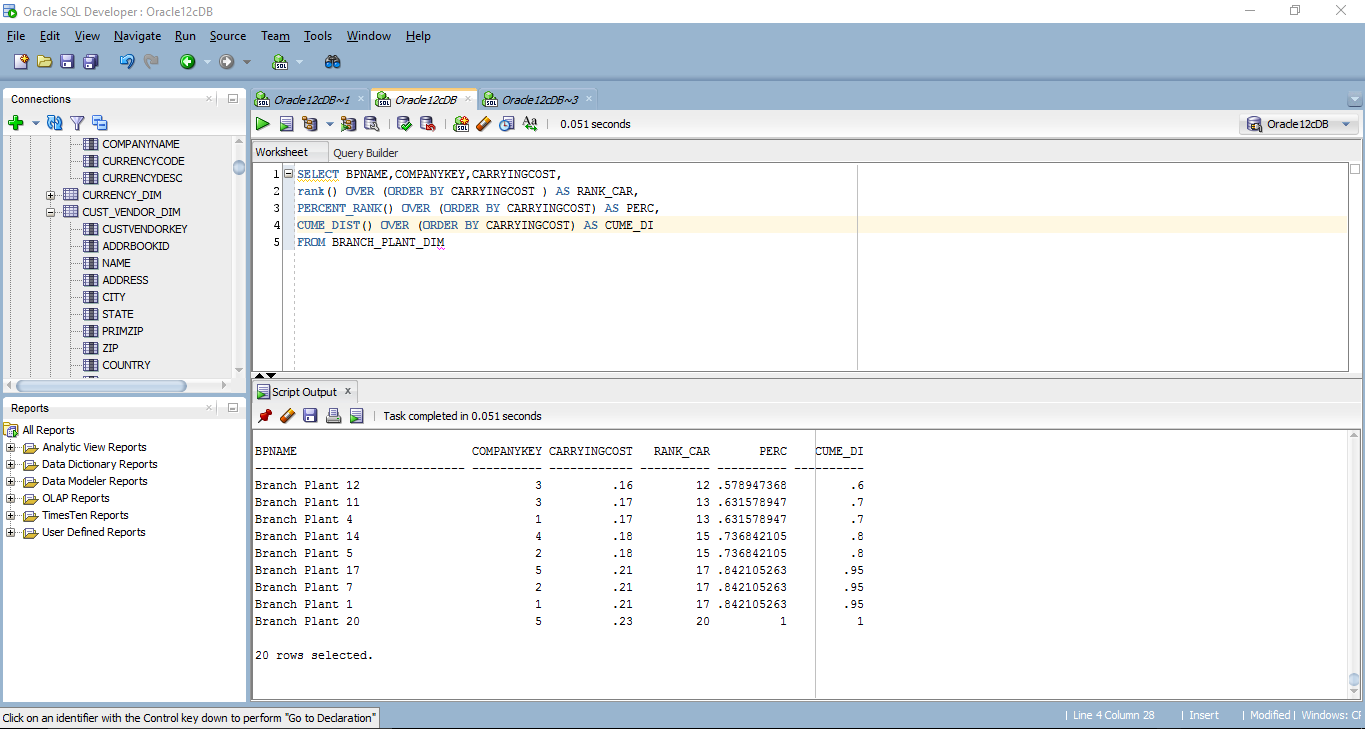 Oracle SQL Developer : Oracle12cDB
File Edit View Navigate Run Source Team Tools Window Help
Connections
COMPANYNAME
CURRENCYCODE
CURRENCYDESC
CURRENCY_DIM
CUST_VENDOR_DIM
CUSTVENDORKEY
ADDRBOOKID
NAME
ADDRESS
CITY
STATE
PRIMZIP
ZIP
COUNTRY
Reports
All Reports
Analytic View Reports
Data Dictionary Reports
Data Modeler Reports
OLAP Reports
TimesTen Reports
User Defined Reports
Oracle12cDB~1 Oracle12cDB Oracle12cDB~3
0.051 seconds Oracle12cDB
Worksheet Query Builder
1 SELECT BPNAME,COMPANYKEY,CARRYINGCOST,
2 rank() OVER (ORDER BY CARRYINGCOST ) AS RANK_CAR,
3 PERCENT_RANK() OVER (ORDER BY CARRYINGCOST) AS PERC,
4 CUME_DIST() OVER (ORDER BY CARRYINGCOST) AS CUME_DI
5 FROM BRANCH_PLANT_DIM
Script Output x
Task completed in 0.051 seconds
BPNAME COMPANYKEY CARRYINGCOST RANK_CAR PERC CUME_DI
------------------------------ ---------- ------------ ---------- ---------- ----------
Branch Plant 12 3 .16 12 .578947368 .6
Branch Plant 11 3 .17 13 .631578947 .7
Branch Plant 4 1 .17 13 .631578947 .7
Branch Plant 14 4 .18 15 .736842105 .8
Branch Plant 5 2 .18 15 .736842105 .8
Branch Plant 17 5 .21 17 .842105263 .95
Branch Plant 7 2 .21 17 .842105263 .95
Branch Plant 1 1 .21 17 .842105263 .95
Branch Plant 20 5 .23 20 1 1
20 rows selected.
Click on an identifier with the Control key down to perform "Go to Declaration"
| Line 4 Column 28 | Insert | Modified | Windows: CF